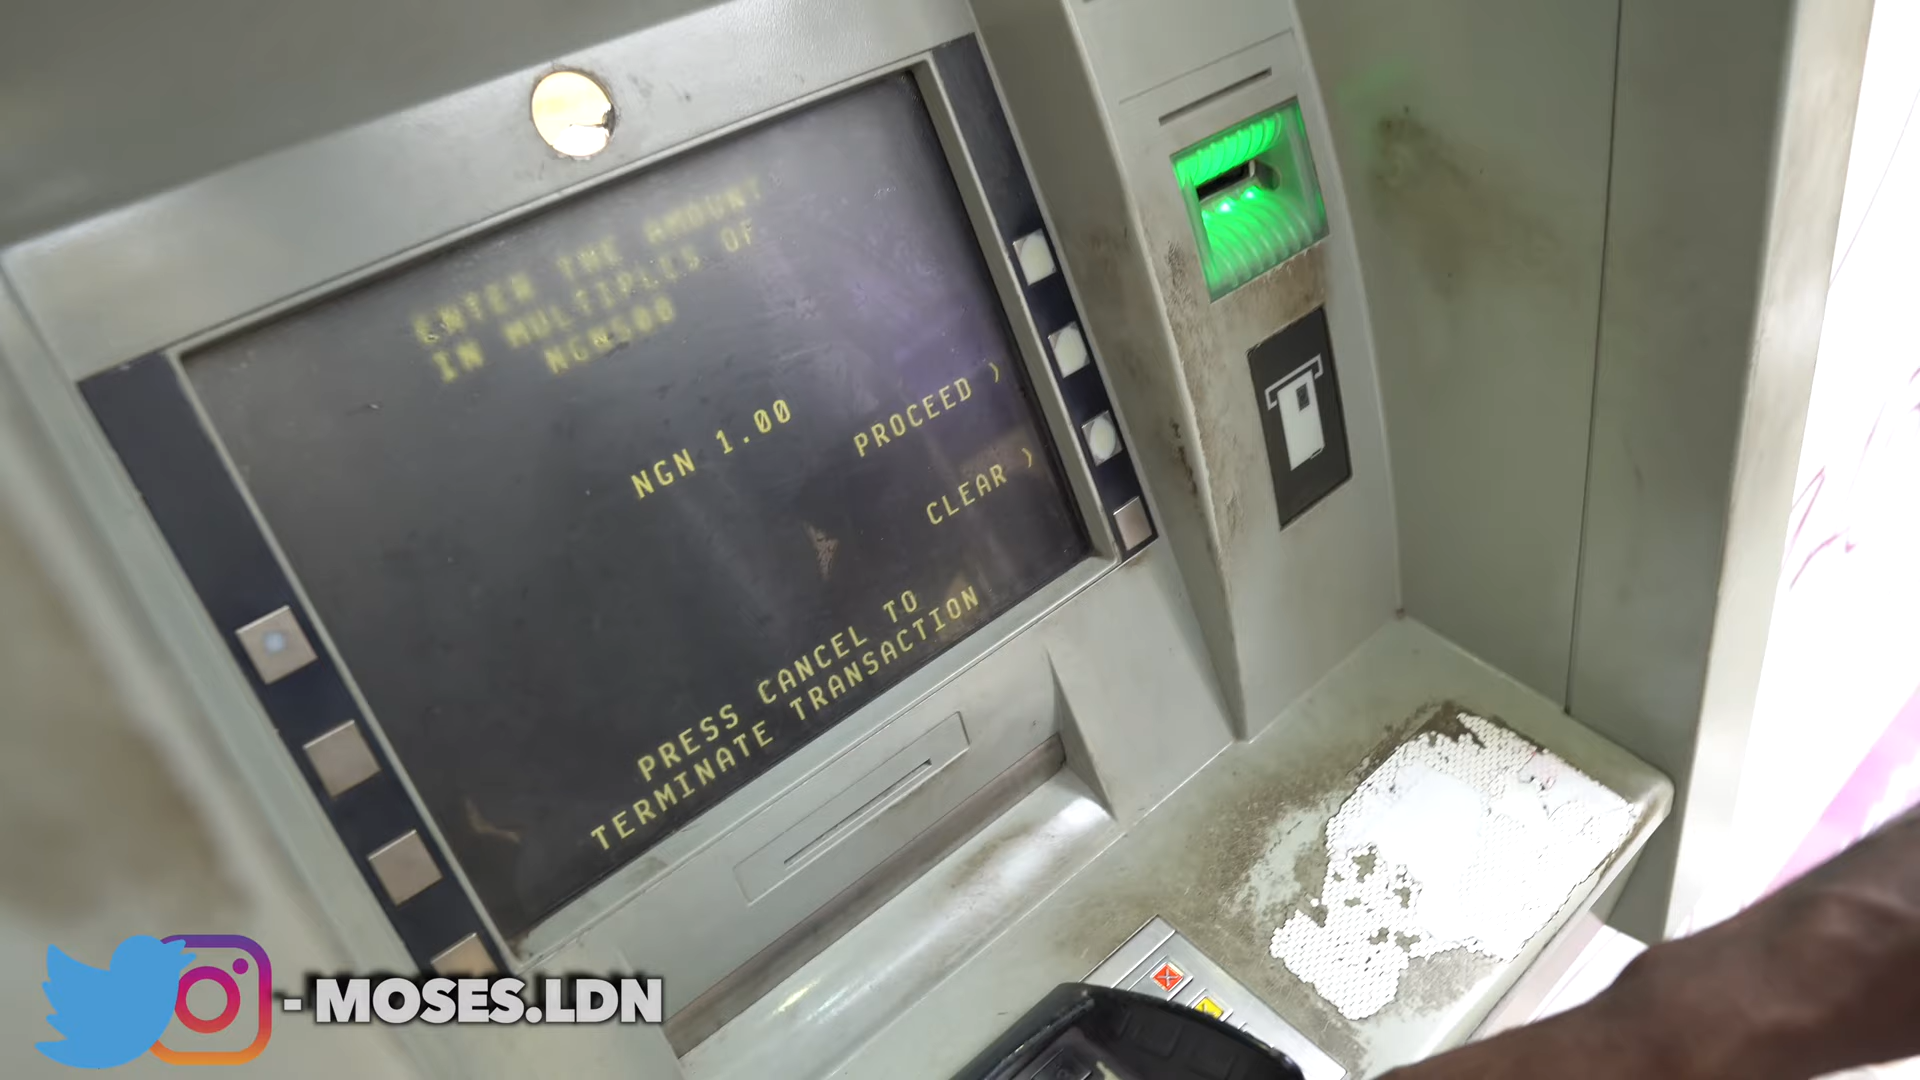 ENTER THE AMOUNT
IN MULTIPLES OF
NGN500
NGN 1.00
PROCEED >
CLEAR >
PRESS CANCEL TO
TERMINATE TRANSACTION
- MOSES.LDN